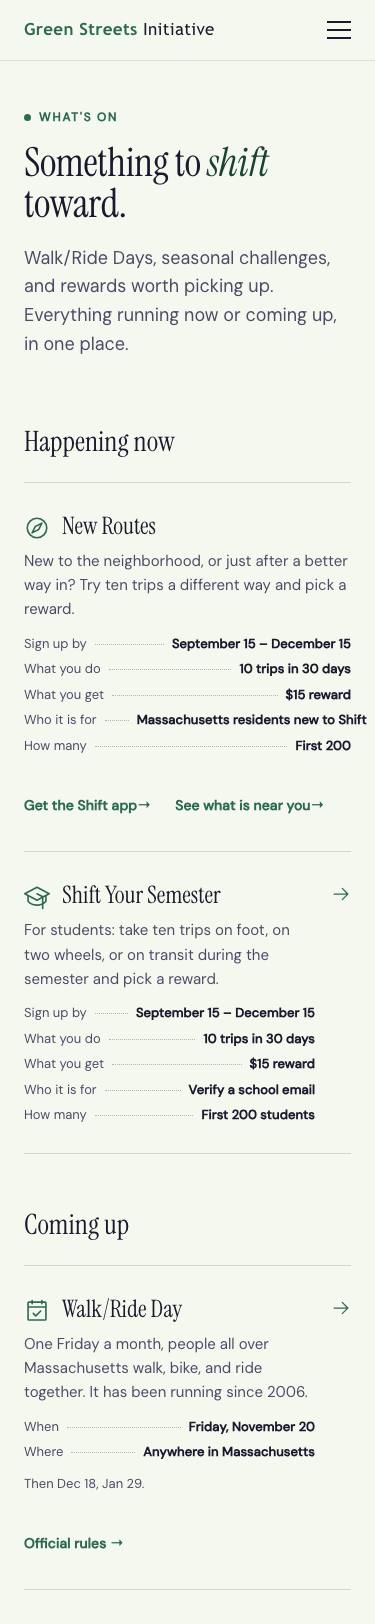 Green Streets Initiative
WHAT'S ON
Something to shift
toward.
Walk/Ride Days, seasonal challenges,
and rewards worth picking up.
Everything running now or coming up,
in one place.
Happening now
New Routes
New to the neighborhood, or just after a better
way in? Try ten trips a different way and pick a
reward.
Sign up by September 15 – December 15
What you do 10 trips in 30 days
What you get $15 reward
Who it is for Massachusetts residents new to Shift
How many First 200
Get the Shift app→ See what is near you→
Shift Your Semester →
For students: take ten trips on foot, on
two wheels, or on transit during the
semester and pick a reward.
Sign up by September 15 – December 15
What you do 10 trips in 30 days
What you get $15 reward
Who it is for Verify a school email
How many First 200 students
Coming up
Walk/Ride Day →
One Friday a month, people all over
Massachusetts walk, bike, and ride
together. It has been running since 2006.
When Friday, November 20
Where Anywhere in Massachusetts
Then Dec 18, Jan 29.
Official rules →